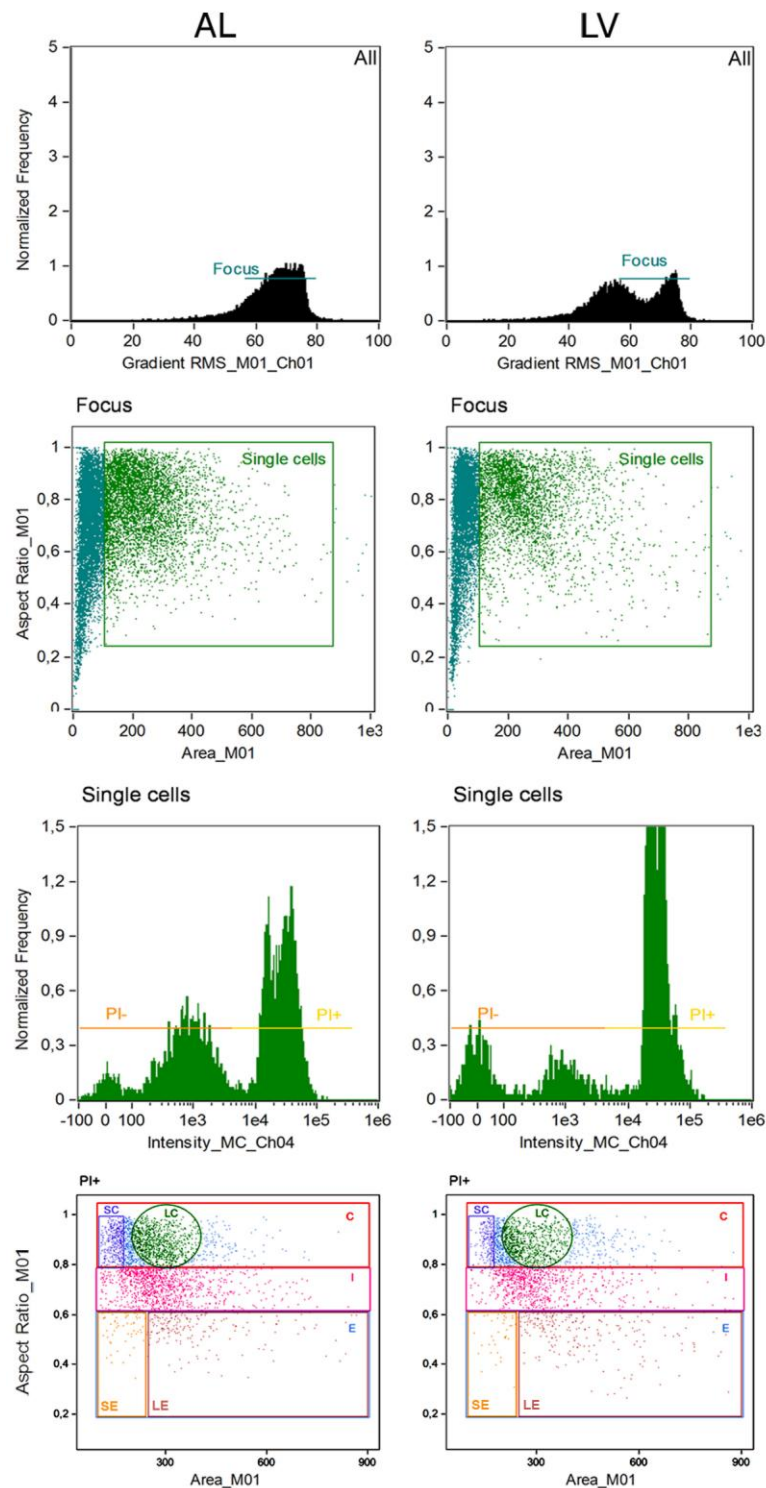 AL LV
All All
Normalized Frequency
5 5
4 4
3 3
2 2
1 1
0 0
Focus Focus
0 20 40 60 80 100 0 20 40 60 80 100
Gradient RMS_M01_Ch01 Gradient RMS_M01_Ch01
Focus Focus
Single cells Single cells
Aspect Ratio_M01
1 1
0,8 0,8
0,6 0,6
0,4 0,4
0,2 0,2
0 0
0 200 400 600 800 1e3 0 200 400 600 800 1e3
Area_M01 Area_M01
Single cells Single cells
Normalized Frequency
1,5 1,5
1,2 1,2
0,9 0,9
0,6 0,6
0,3 0,3
0 0
PI- PI+ PI- PI+
-100 0 100 1e3 1e4 1e5 1e6 -100 0 100 1e3 1e4 1e5 1e6
Intensity_MC_Ch04 Intensity_MC_Ch04
PI+ PI+
Aspect Ratio_M01
1 1
0,8 0,8
0,6 0,6
0,4 0,4
0,2 0,2
SC LC C SC LC C
I I
E E
SE LE SE LE
300 600 900 300 600 900
Area_M01 Area_M01